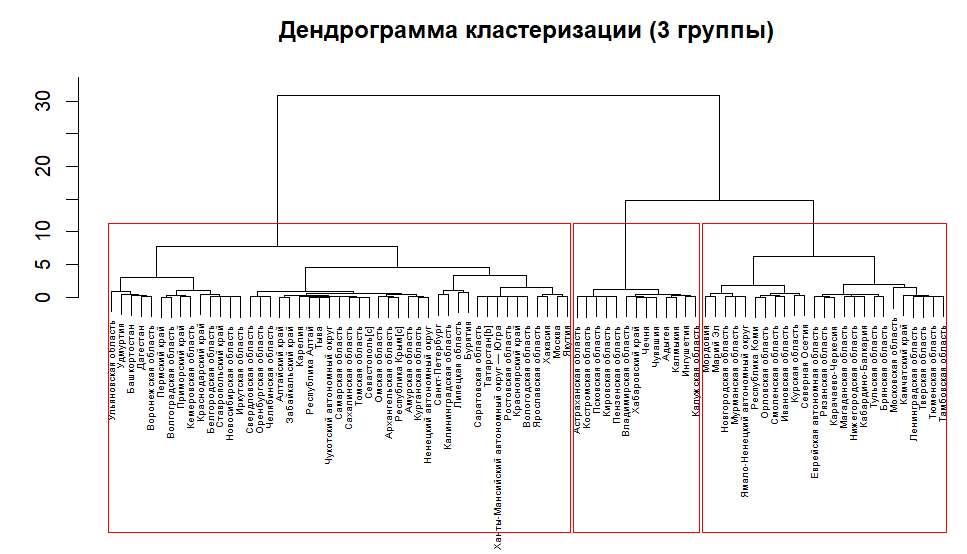 Дендрограмма кластеризации (3 группы)
30
20
10
5
0
Ульяновская область
Удмуртия
Башкортостан
Дагестан
Воронежская область
Пермский край
Волгоградская область
Приморский край
Кемеровская область
Краснодарский край
Белгородская область
Ставропольский край
Новосибирская область
Иркутская область
Свердловская область
Оренбургская область
Челябинская область
Алтайский край
Забайкальский край
Карелия
Республика Алтай
Тыва
Чукотский автономный округ
Самарская область
Сахалинская область
Томская область
Севастополь[c]
Омская область
Архангельская область
Республика Крым[c]
Амурская область
Курганская область
Ненецкий автономный округ
Санкт-Петербург
Калининградская область
Липецкая область
Бурятия
Саратовская область
Татарстан[b]
Ханты-Мансийский автономный округ — Югра
Ростовская область
Красноярский край
Вологодская область
Ярославская область
Хакасия
Москва
Якутия
Астраханская область
Костромская область
Псковская область
Кировская область
Пензенская область
Владимирская область
Хабаровский край
Чечня
Чувашия
Адыгея
Калмыкия
Ингушетия
Калужская область
Мордовия
Марий Эл
Новгородская область
Мурманская область
Ямало-Ненецкий автономный округ
Республика Коми
Орловская область
Смоленская область
Ивановская область
Курская область
Северная Осетия
Еврейская автономная область
Рязанская область
Карачаево-Черкесия
Магаданская область
Нижегородская область
Кабардино-Балкария
Тульская область
Брянская область
Московская область
Камчатский край
Ленинградская область
Тверская область
Тюменская область
Тамбовская область